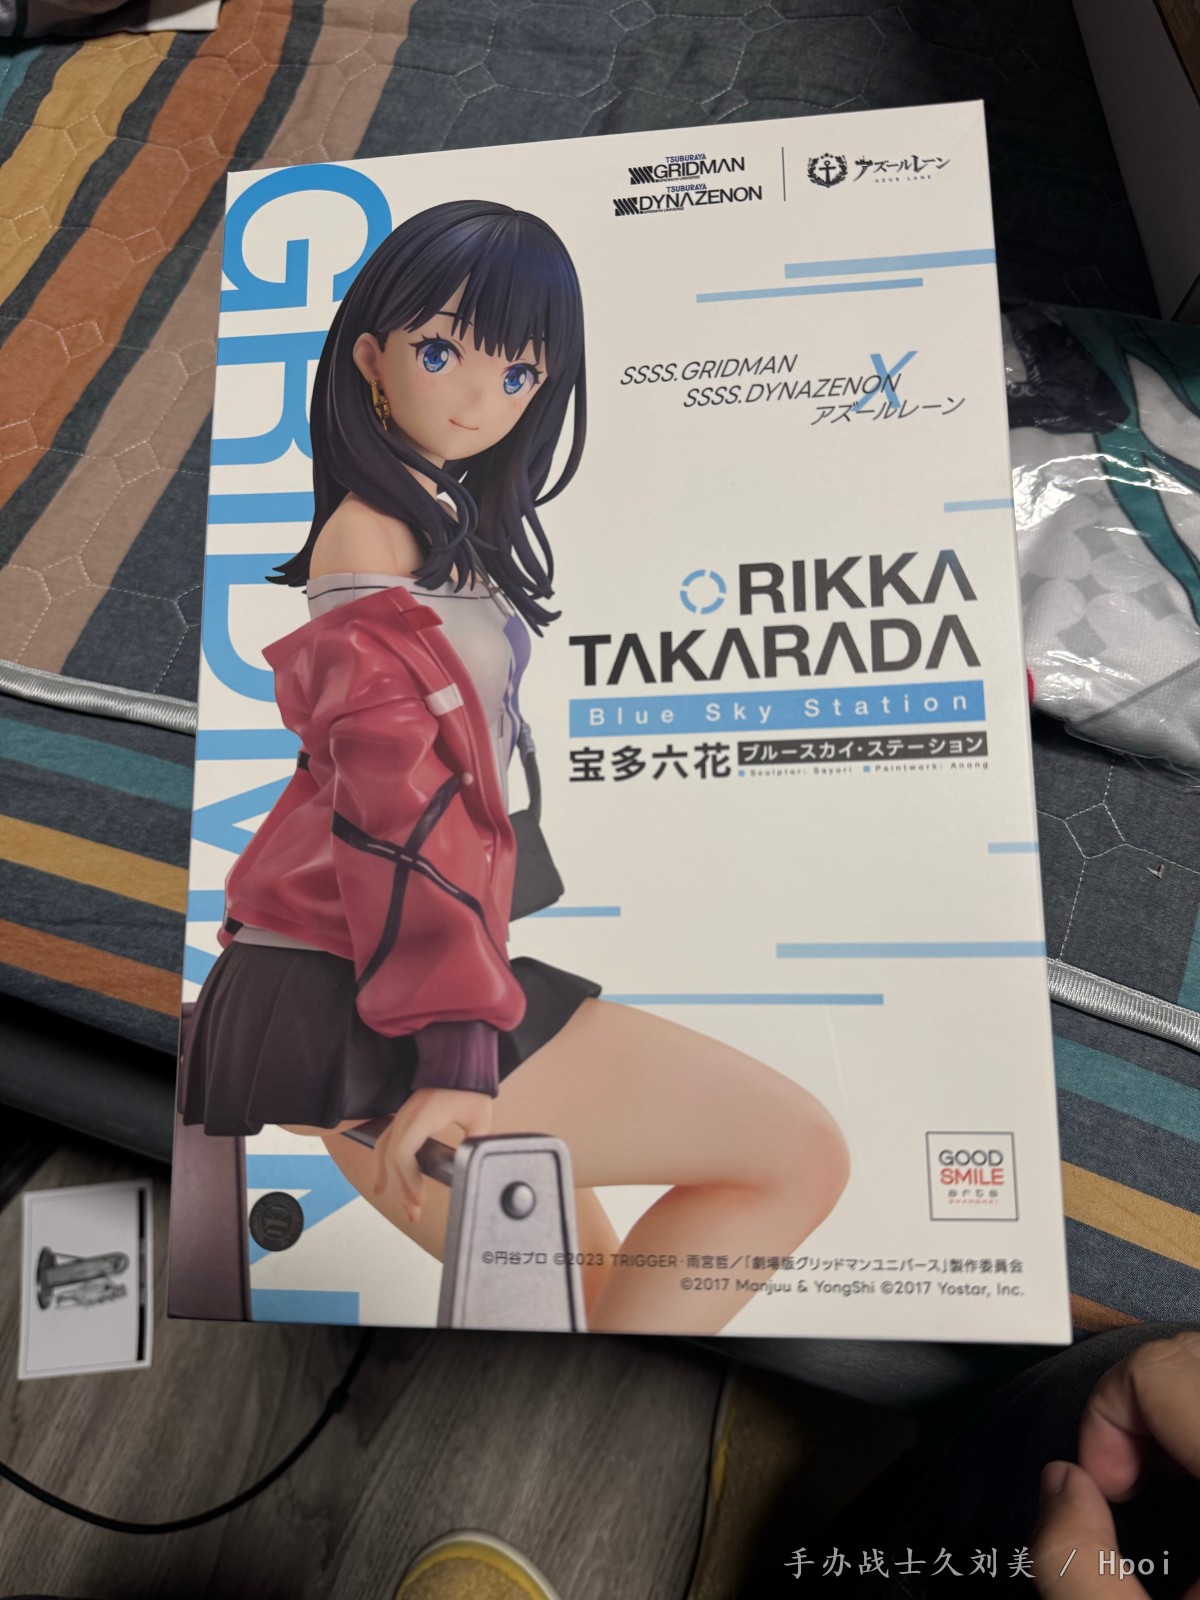 GRIDMAN
TSUBURAYA
GRIDMAN
TSUBURAYA
DYNAZENON
アズールレーン
AZUR LANE
SSSS.GRIDMAN
SSSS.DYNAZENON
X
アズールレーン
RIKKA
TAKARADA
Blue Sky Station
宝多六花 ブルースカイ・ステーション
Sculptor: Sayori Paintwork: Anong
GOOD
SMILE
arts
SHANGHAI
©円谷プロ ©2023 TRIGGER・雨宮哲／「劇場版グリッドマンユニバース」製作委員会
©2017 Manjuu & YongShi ©2017 Yostar, Inc.
手办战士久刘美 / Hpoi